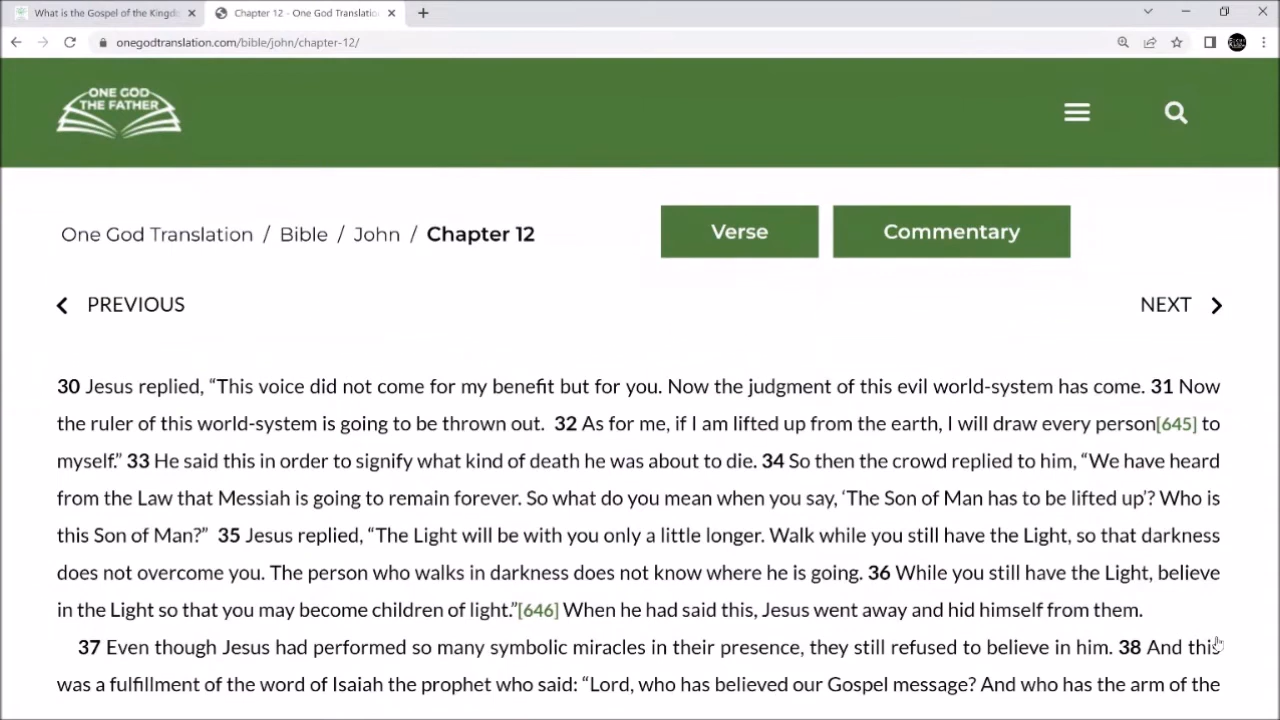 What is the Gospel of the Kingd
Chapter 12 - One God Translatio
onegodtranslation.com/bible/john/chapter-12/
ONE GOD
THE FATHER
One God Translation / Bible / John / Chapter 12
Verse
Commentary
PREVIOUS
NEXT
30 Jesus replied, “This voice did not come for my benefit but for you. Now the judgment of this evil world-system has come. 31 Now
the ruler of this world-system is going to be thrown out. 32 As for me, if I am lifted up from the earth, I will draw every person[645] to
myself.” 33 He said this in order to signify what kind of death he was about to die. 34 So then the crowd replied to him, “We have heard
from the Law that Messiah is going to remain forever. So what do you mean when you say, ‘The Son of Man has to be lifted up’? Who is
this Son of Man?” 35 Jesus replied, “The Light will be with you only a little longer. Walk while you still have the Light, so that darkness
does not overcome you. The person who walks in darkness does not know where he is going. 36 While you still have the Light, believe
in the Light so that you may become children of light.”[646] When he had said this, Jesus went away and hid himself from them.
37 Even though Jesus had performed so many symbolic miracles in their presence, they still refused to believe in him. 38 And this
was a fulfillment of the word of Isaiah the prophet who said: “Lord, who has believed our Gospel message? And who has the arm of the